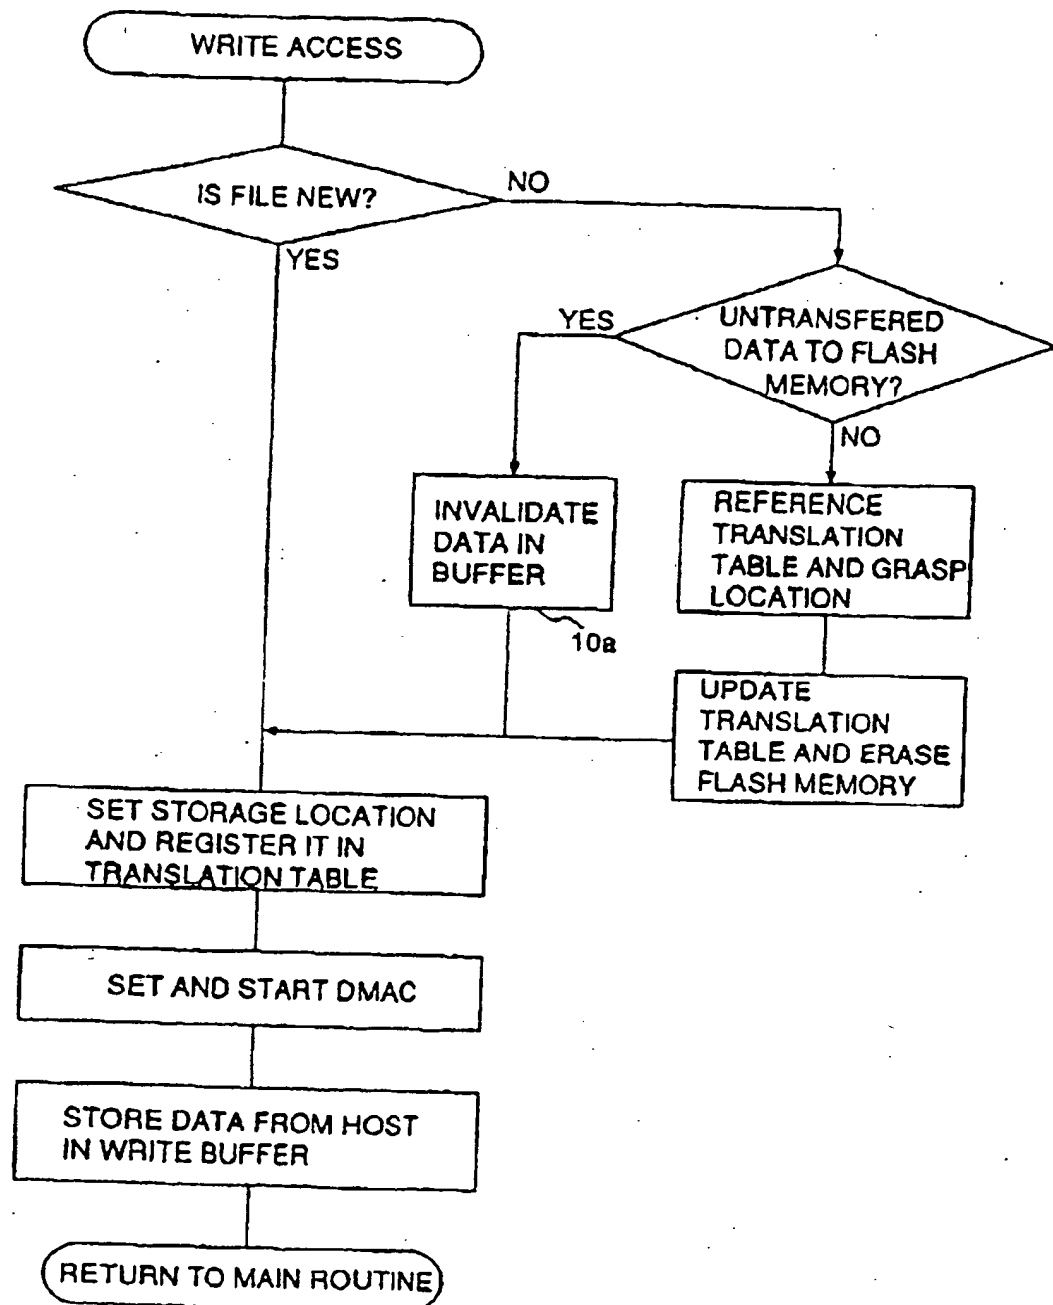 WRITE ACCESS
IS FILE NEW?
NO
YES
UNTRANSFERED
DATA TO FLASH
MEMORY?
YES
NO
INVALIDATE
DATA IN
BUFFER
10a
REFERENCE
TRANSLATION
TABLE AND GRASP
LOCATION
UPDATE
TRANSLATION
TABLE AND ERASE
FLASH MEMORY
SET STORAGE LOCATION
AND REGISTER IT IN
TRANSLATION TABLE
SET AND START DMAC
STORE DATA FROM HOST
IN WRITE BUFFER
RETURN TO MAIN ROUTINE